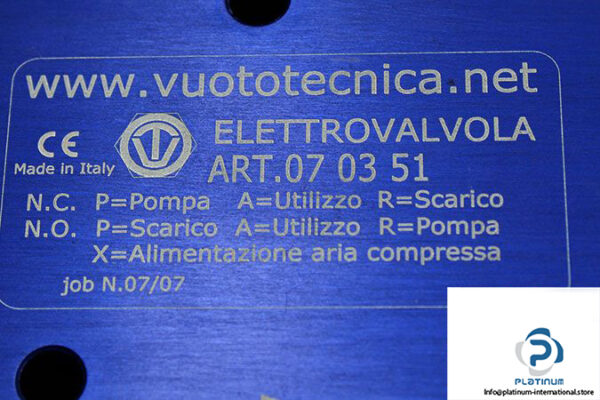 www.vuototecnica.net
CE
Made in Italy
ELETTROVALVOLA
ART.07 03 51
N.C. P=Pompa A=Utilizzo R=Scarico
N.O. P=Scarico A=Utilizzo R=Pompa
X=Alimentazione aria compressa
job N.07/07
PLATINUM
Info@platinum-international.store